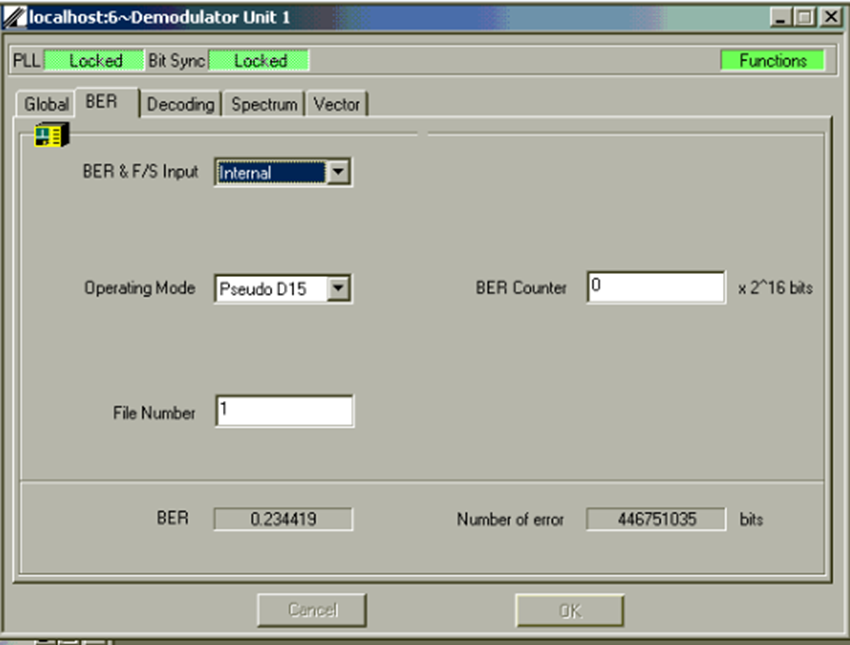 localhost:6~Demodulator Unit 1
PLL Locked Bit Sync Locked Functions
Global BER Decoding Spectrum Vector
BER & F/S Input Internal
Operating Mode Pseudo D15 BER Counter 0 x 2^16 bits
File Number 1
BER 0.234419 Number of error 446751035 bits
Cancel OK